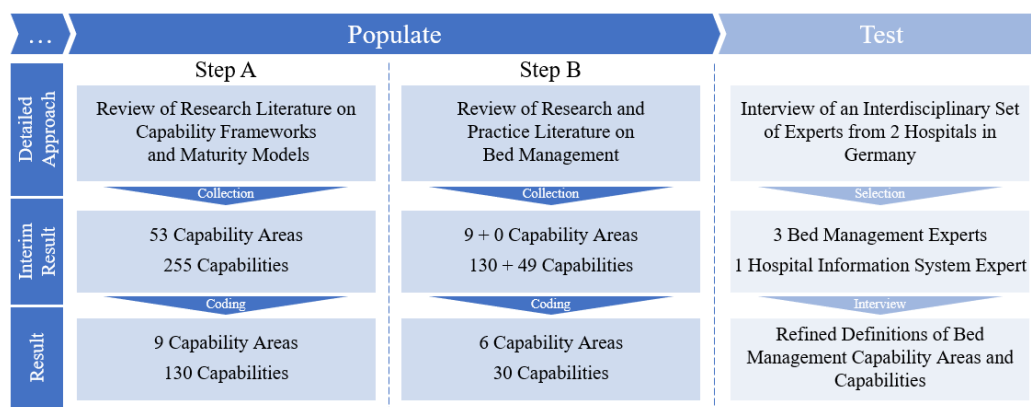 ...
Populate
Test
Step A
Step B
Detailed
Approach
Review of Research Literature on
Capability Frameworks
and Maturity Models
Review of Research and
Practice Literature on
Bed Management
Interview of an Interdisciplinary Set
of Experts from 2 Hospitals in
Germany
Collection
Collection
Selection
Interim
Result
53 Capability Areas
255 Capabilities
9 + 0 Capability Areas
130 + 49 Capabilities
3 Bed Management Experts
1 Hospital Information System Expert
Coding
Coding
Interview
Result
9 Capability Areas
130 Capabilities
6 Capability Areas
30 Capabilities
Refined Definitions of Bed
Management Capability Areas and
Capabilities